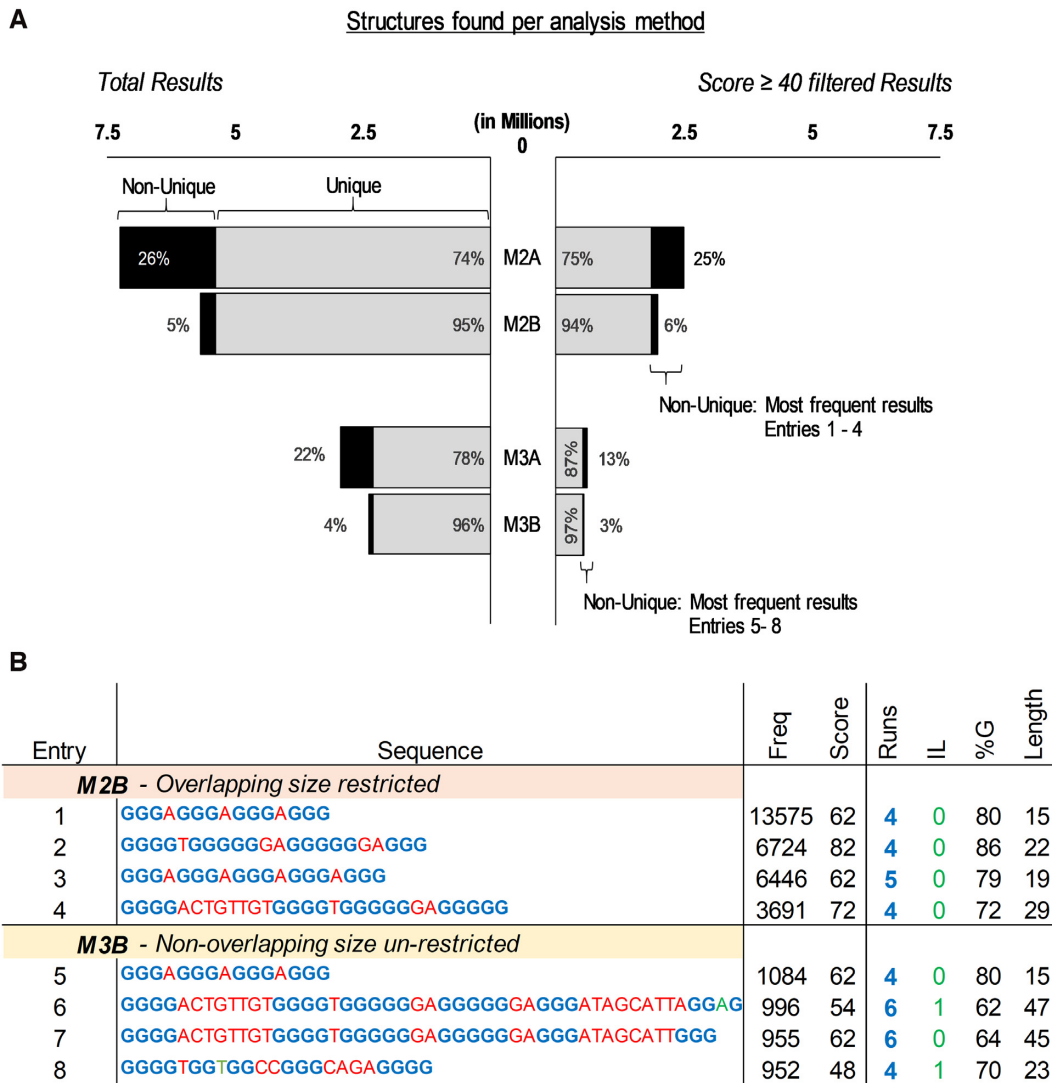 A
Structures found per analysis method
Total Results
Score ≥ 40 filtered Results
(in Millions)
7.5 5 2.5 0 2.5 5 7.5
Non-Unique Unique
26% 74% M2A 75% 25%
5% 95% M2B 94% 6%
Non-Unique: Most frequent results
Entries 1 - 4
22% 78% M3A 87% 13%
4% 96% M3B 97% 3%
Non-Unique: Most frequent results
Entries 5- 8
B
Entry Sequence Freq Score Runs IL %G Length
M2B - Overlapping size restricted
1 GGGAGGGAGGGAGGG 13575 62 4 0 80 15
2 GGGGTGGGGGGAGGGGGGAGGG 6724 82 4 0 86 22
3 GGGAGGGAGGGAGGGAGGG 6446 62 5 0 79 19
4 GGGGACTGTTGTGGGGTGGGGGGAGGGGG 3691 72 4 0 72 29
M3B - Non-overlapping size un-restricted
5 GGGAGGGAGGGAGGG 1084 62 4 0 80 15
6 GGGGACTGTTGTGGGGTGGGGGGAGGGGGGAGGGATAGCATTAGGAG 996 54 6 1 62 47
7 GGGGACTGTTGTGGGGTGGGGGGAGGGGGGAGGGATAGCATTGGG 955 62 6 0 64 45
8 GGGGTGGTGGCCGGGCAGAGGGG 952 48 4 1 70 23